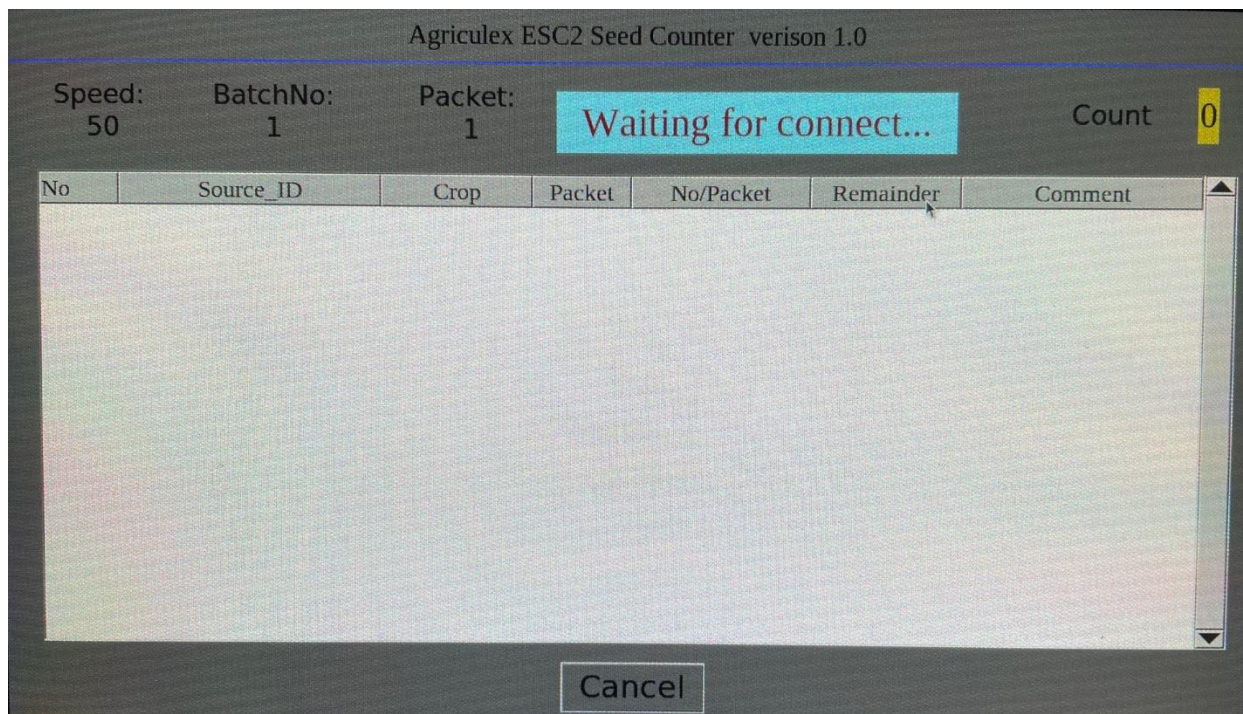 Agriculex ESC2 Seed Counter verison 1.0
Speed: BatchNo: Packet:
50 1 1
Waiting for connect...
Count 0
No Source_ID Crop Packet No/Packet Remainder Comment
Cancel